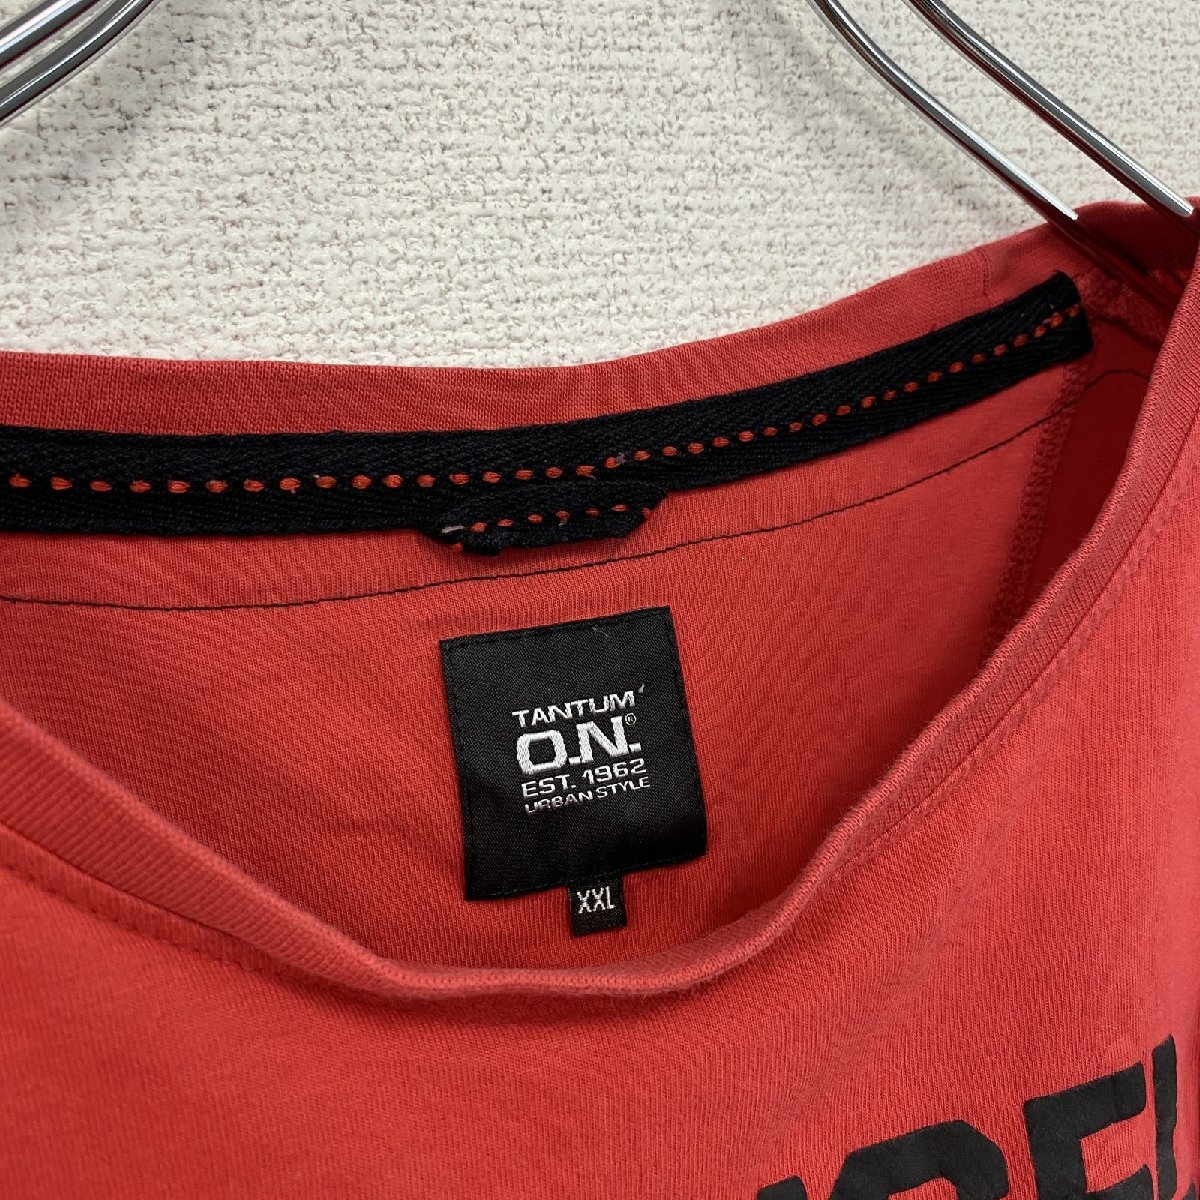 TANTUM
O.N.®
EST. 1962
URBAN STYLE
XXL